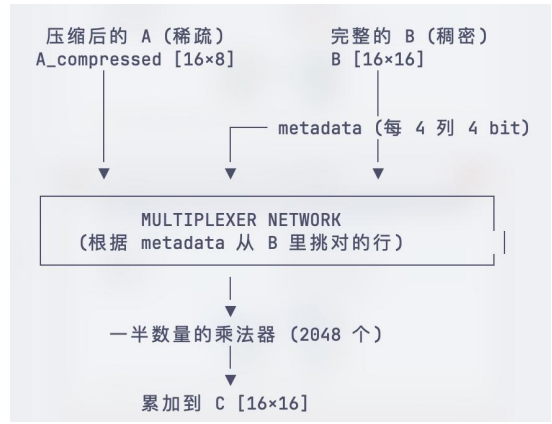 压缩后的 A (稀疏)
完整的 B (稠密)
A_compressed [16×8]
B [16×16]
metadata (每 4 列 4 bit)
MULTIPLEXER NETWORK
(根据 metadata 从 B 里挑对的行)
一半数量的乘法器 (2048 个)
累加到 C [16×16]